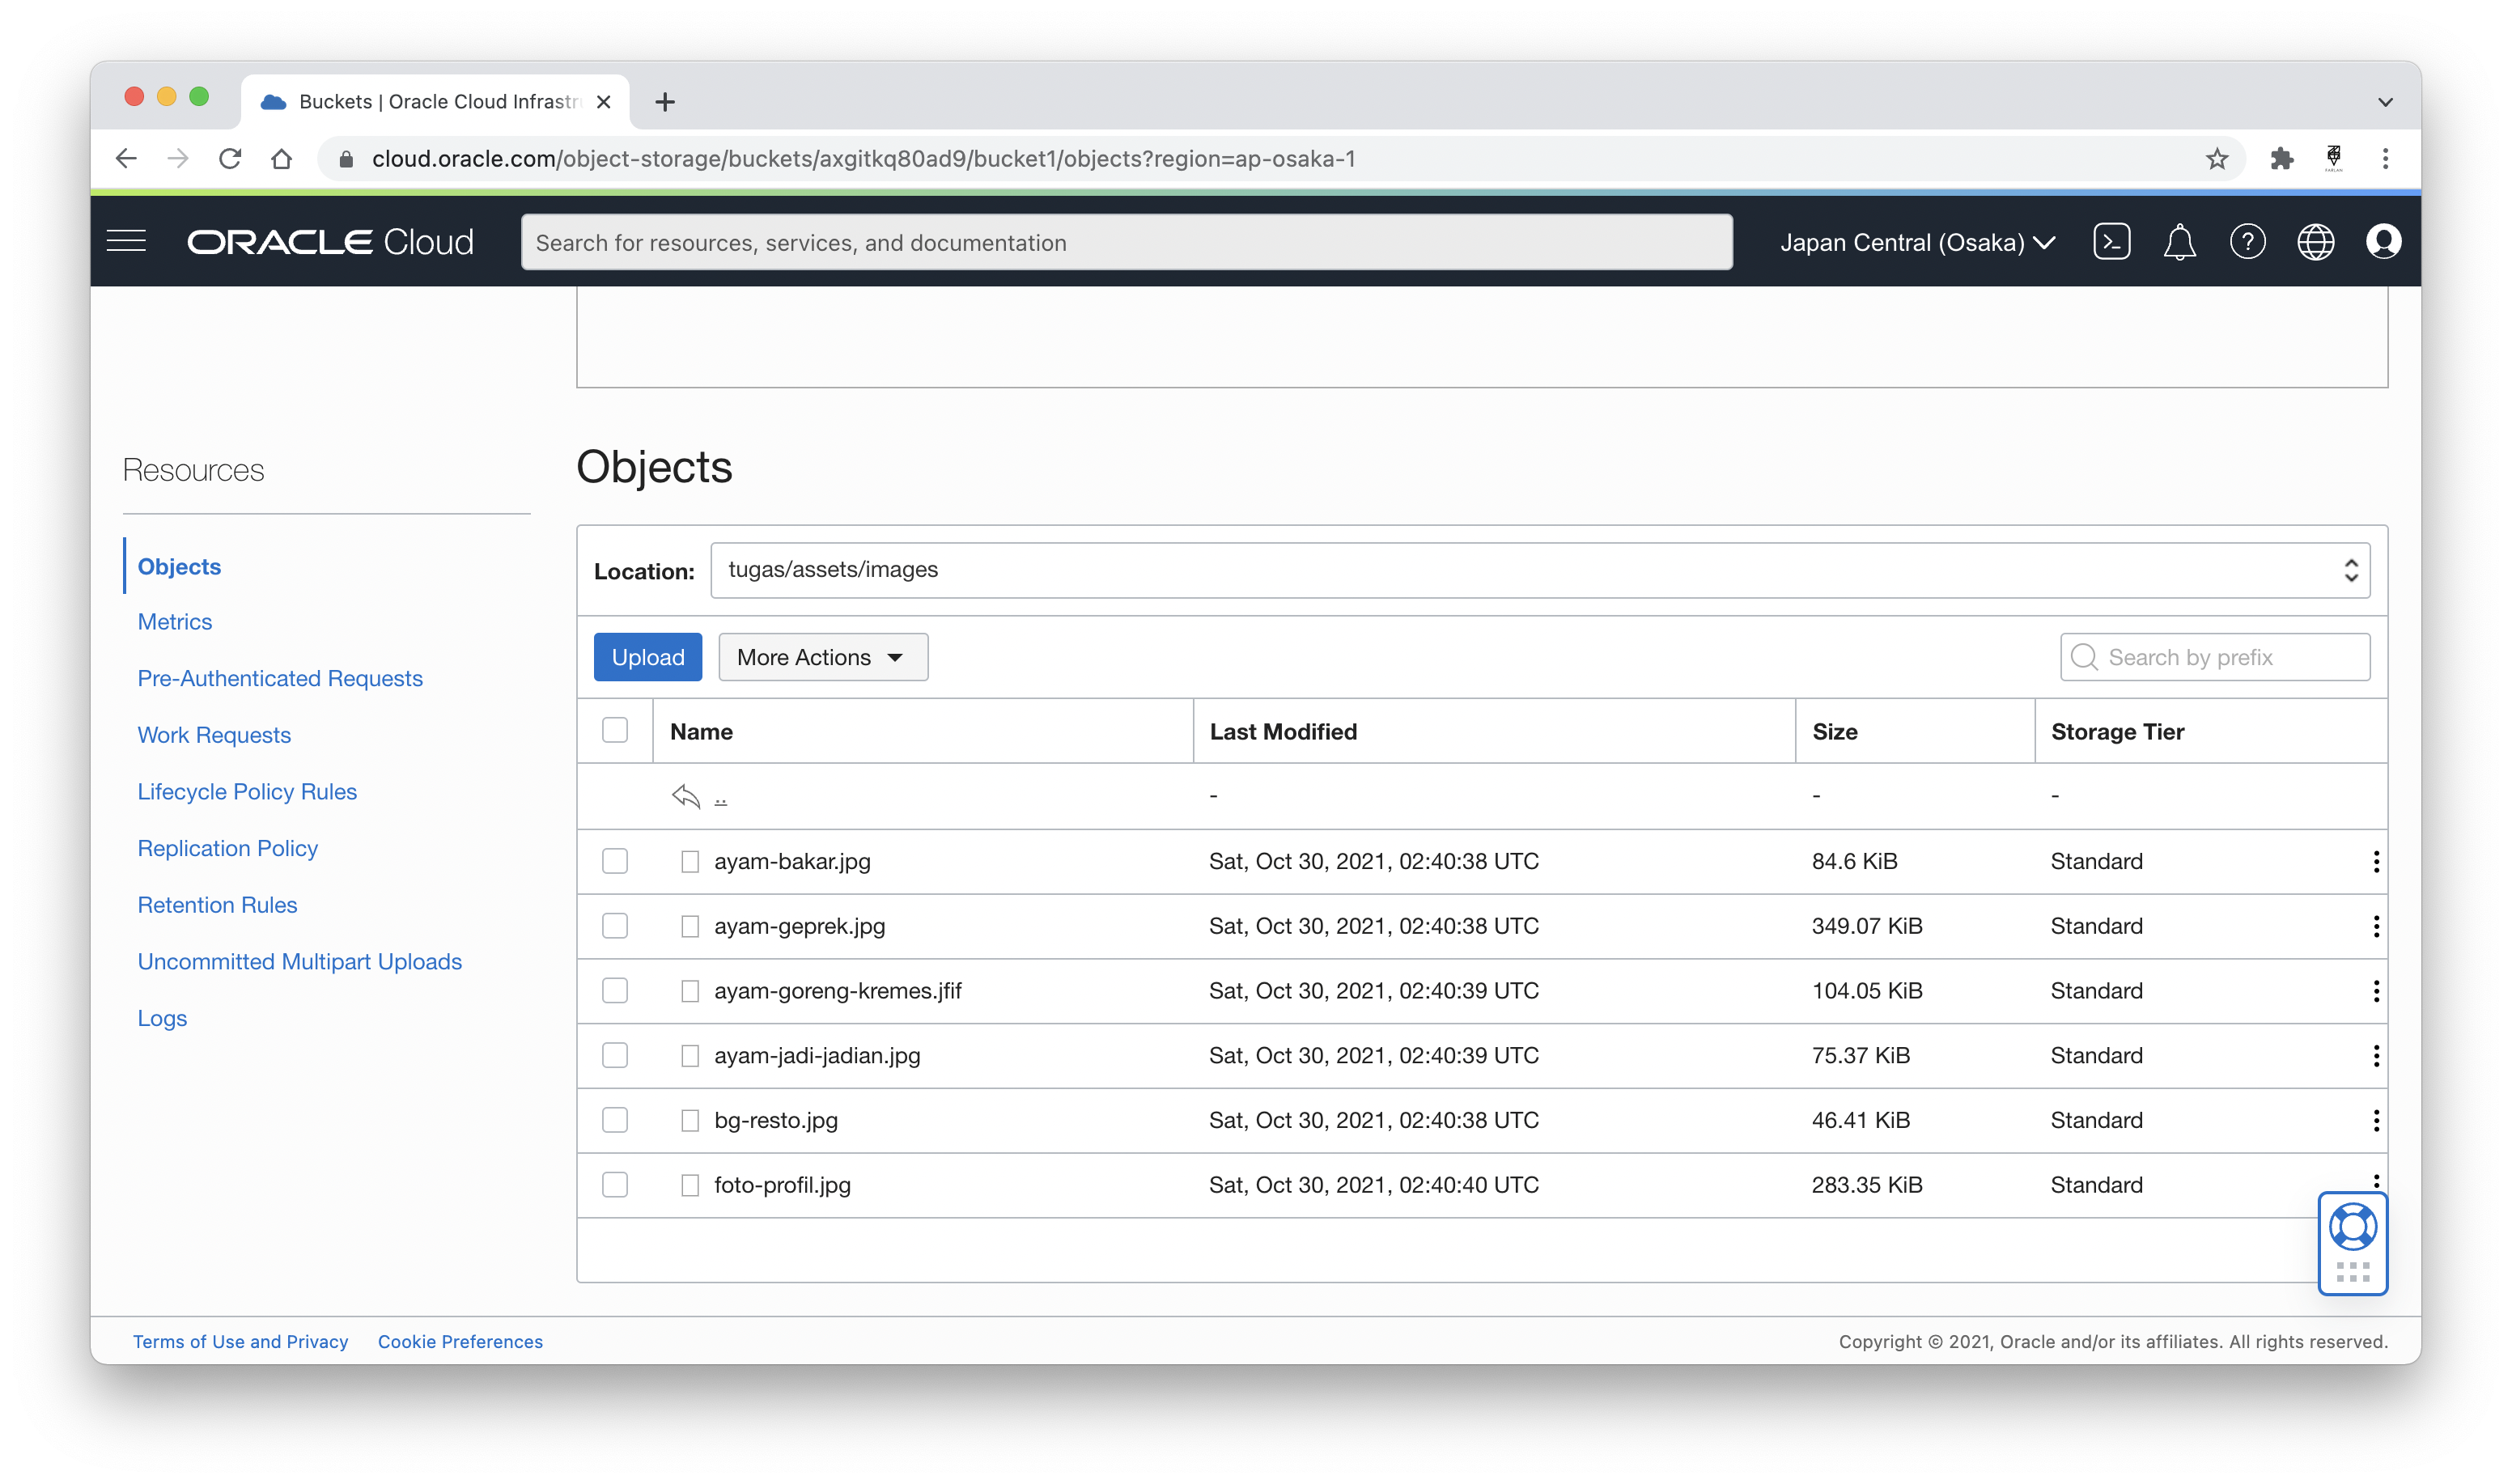 Buckets | Oracle Cloud Infrastr
cloud.oracle.com/object-storage/buckets/axgitkq80ad9/bucket1/objects?region=ap-osaka-1
ORACLE Cloud
Search for resources, services, and documentation
Japan Central (Osaka)
Resources
Objects
Metrics
Pre-Authenticated Requests
Work Requests
Lifecycle Policy Rules
Replication Policy
Retention Rules
Uncommitted Multipart Uploads
Logs
Objects
Location: tugas/assets/images
Upload More Actions Search by prefix
Name Last Modified Size Storage Tier
.. - - -
ayam-bakar.jpg Sat, Oct 30, 2021, 02:40:38 UTC 84.6 KiB Standard
ayam-geprek.jpg Sat, Oct 30, 2021, 02:40:38 UTC 349.07 KiB Standard
ayam-goreng-kremes.jfif Sat, Oct 30, 2021, 02:40:39 UTC 104.05 KiB Standard
ayam-jadi-jadian.jpg Sat, Oct 30, 2021, 02:40:39 UTC 75.37 KiB Standard
bg-resto.jpg Sat, Oct 30, 2021, 02:40:38 UTC 46.41 KiB Standard
foto-profil.jpg Sat, Oct 30, 2021, 02:40:40 UTC 283.35 KiB Standard
Terms of Use and Privacy Cookie Preferences Copyright © 2021, Oracle and/or its affiliates. All rights reserved.